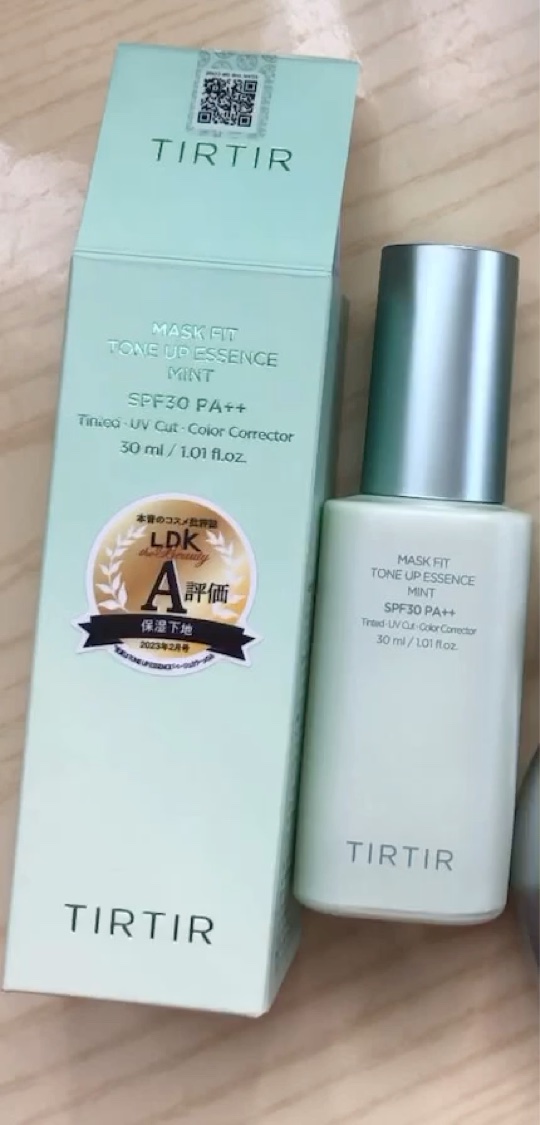 TIRTIR
MASK FIT
TONE UP ESSENCE
MINT
SPF30 PA++
Tinted · UV Cut · Color Corrector
30 ml / 1.01 fl.oz.
本音のコスメ批評誌
LDK
the Beauty
A評価
保湿下地
2023年2月号
TIRTIR
MASK FIT
TONE UP ESSENCE
MINT
SPF30 PA++
Tinted · UV Cut · Color Corrector
30 ml / 1.01 fl.oz.
TIRTIR